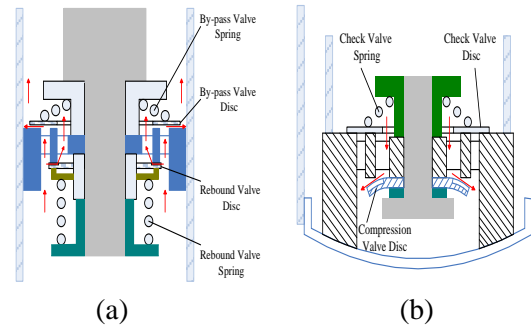 By-pass Valve
Spring
By-pass Valve
Disc
Rebound Valve
Disc
Rebound Valve
Spring
(a)
Check Valve
Spring
Check Valve
Disc
Compression
Valve Disc
(b)